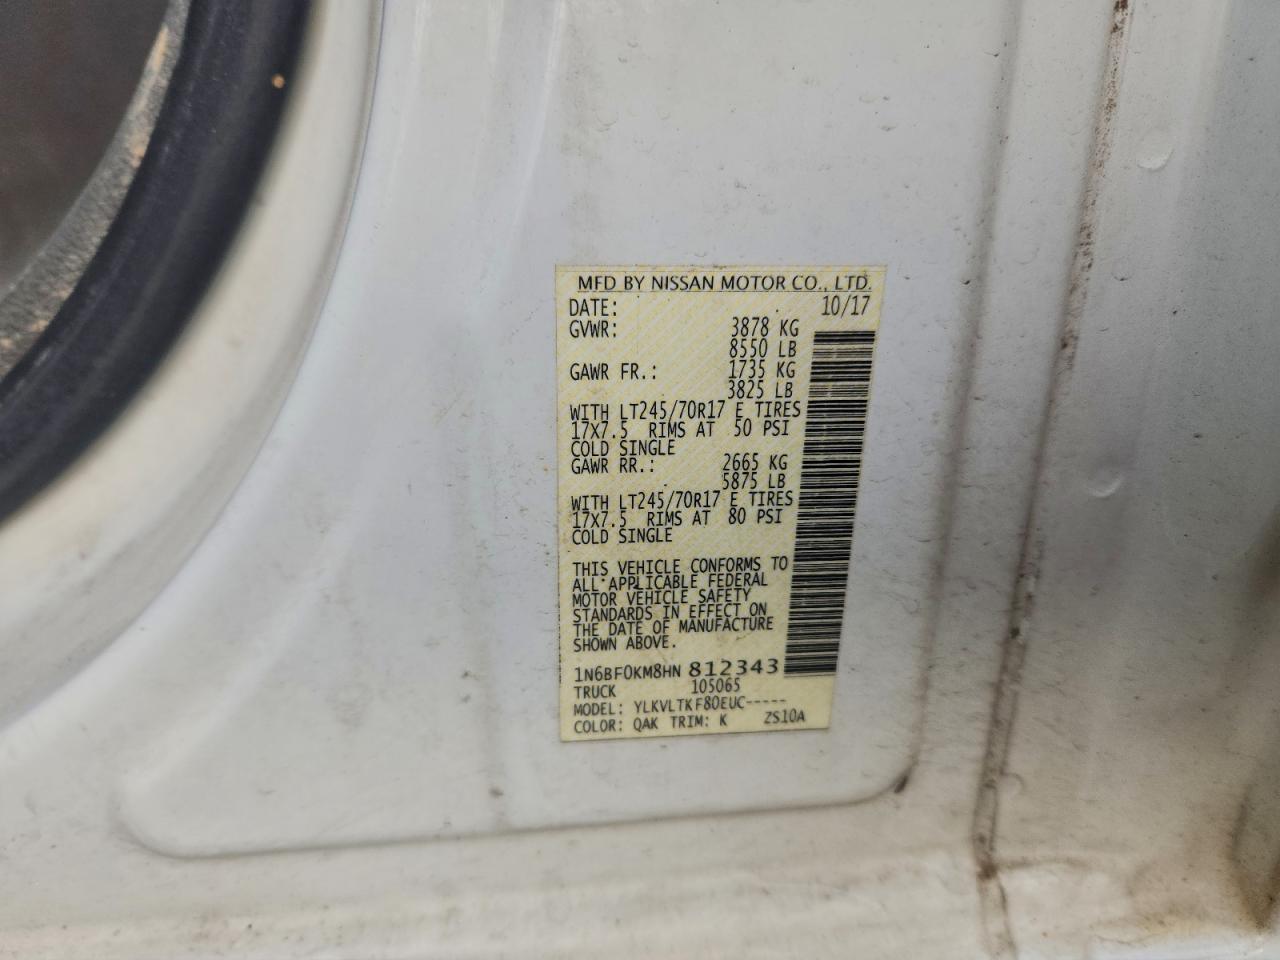 MFD BY NISSAN MOTOR CO., LTD.
DATE: 10/17
GVWR: 3878 KG
8550 LB
GAWR FR.: 1735 KG
3825 LB
WITH LT245/70R17 E TIRES
17X7.5 RIMS AT 50 PSI
COLD SINGLE
GAWR RR.: 2665 KG
5875 LB
WITH LT245/70R17 E TIRES
17X7.5 RIMS AT 80 PSI
COLD SINGLE
THIS VEHICLE CONFORMS TO
ALL APPLICABLE FEDERAL
MOTOR VEHICLE SAFETY
STANDARDS IN EFFECT ON
THE DATE OF MANUFACTURE
SHOWN ABOVE.
1N6BF0KM8HN 812343
TRUCK 105065
MODEL: YLKVLTKF80EUC-----
COLOR: QAK TRIM: K ZS10A